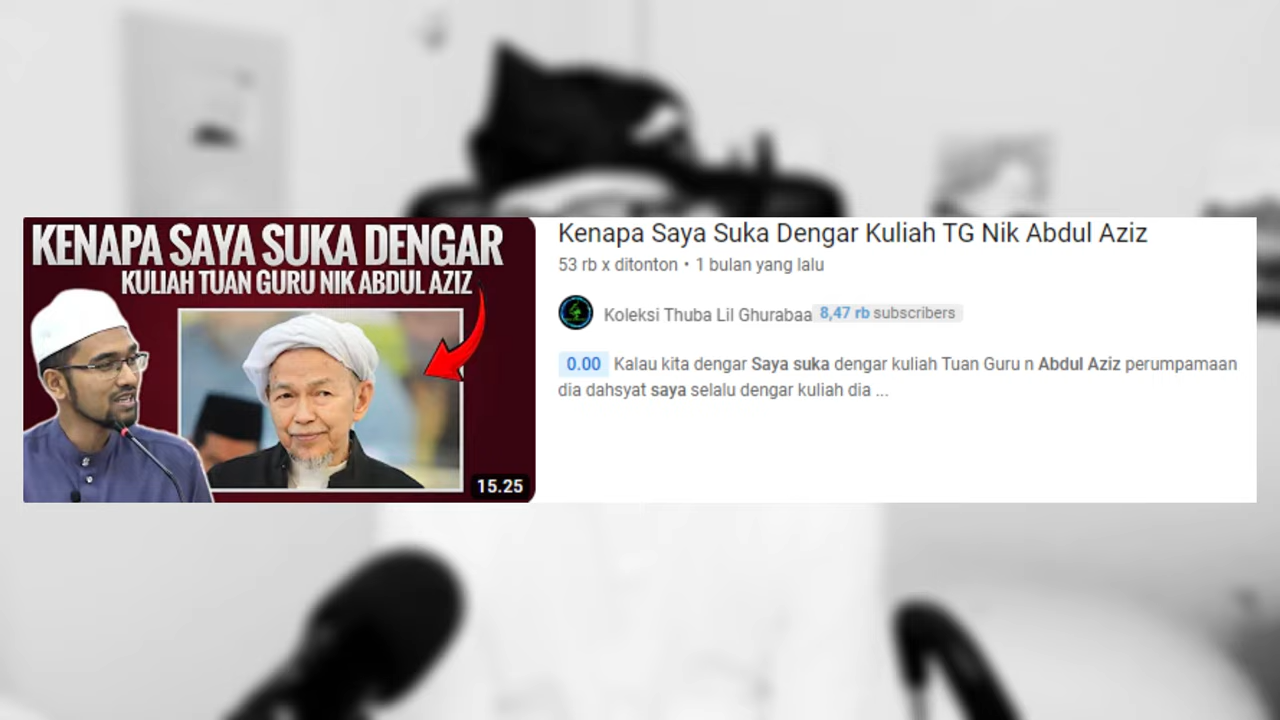 KENAPA SAYA SUKA DENGAR
KULIAH TUAN GURU NIK ABDUL AZIZ
15.25
Kenapa Saya Suka Dengar Kuliah TG Nik Abdul Aziz
53 rb x ditonton • 1 bulan yang lalu
Koleksi Thuba Lil Ghurabaa 8,47 rb subscribers
0.00 Kalau kita dengar Saya suka dengar kuliah Tuan Guru n Abdul Aziz perumpamaan
dia dahsyat saya selalu dengar kuliah dia ...